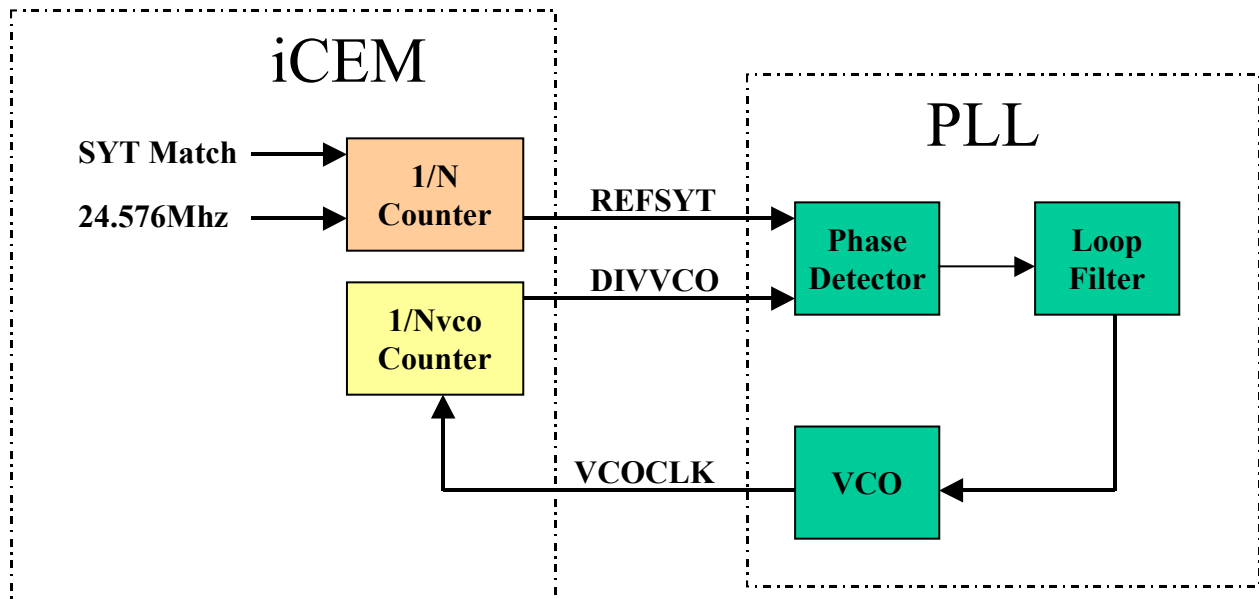 iCEM
PLL
SYT Match
24.576Mhz
1/N
Counter
REFSYT
DIVVCO
1/Nvco
Counter
Phase
Detector
Loop
Filter
VCOCLK
VCO